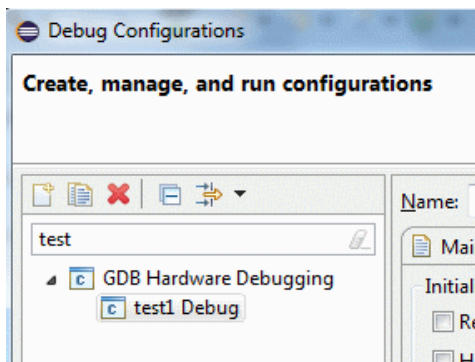 Debug Configurations
Create, manage, and run configurations
Name:
test
Mai
GDB Hardware Debugging
Initial
test1 Debug
Re
H